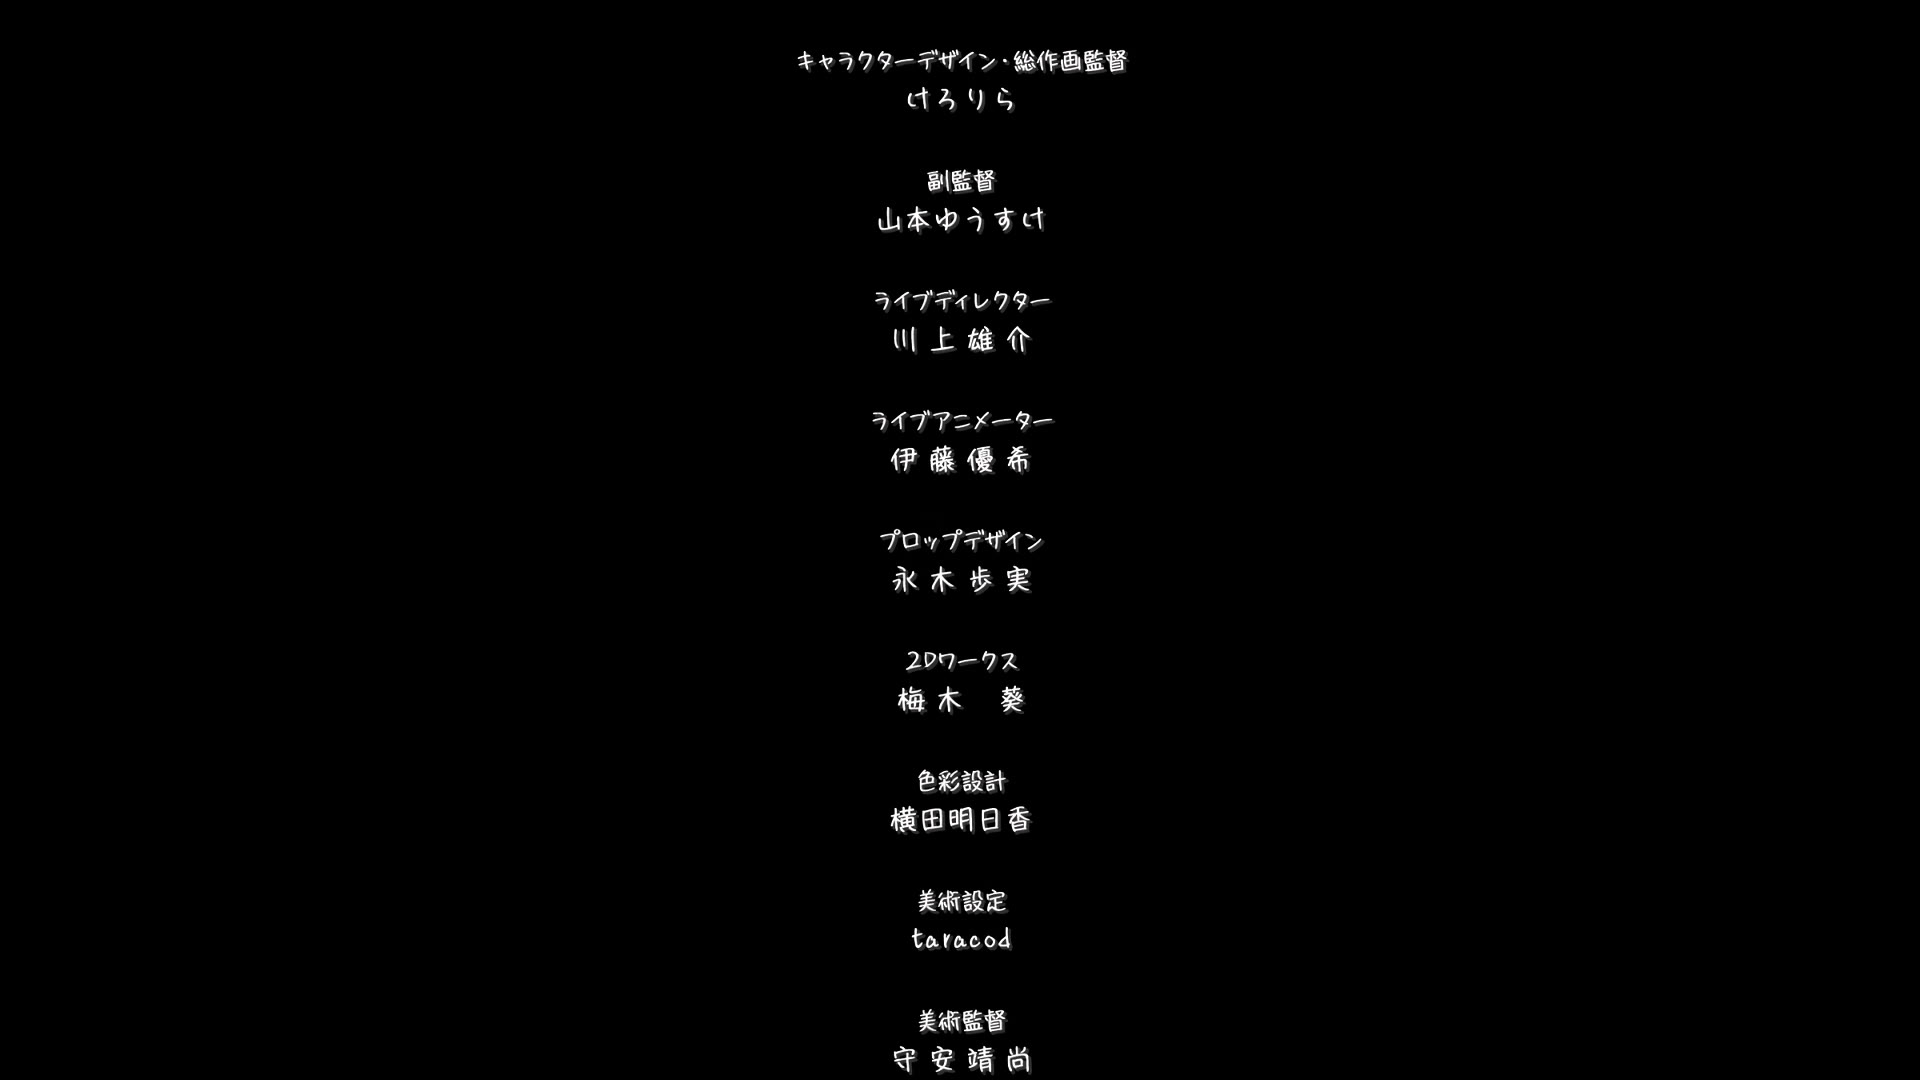 キャラクターデザイン・総作画監督
けろりら
副監督
山本ゆうすけ
ライブディレクター
川上雄介
ライブアニメーター
伊藤優希
プロップデザイン
永木歩実
2Dワークス
梅木　葵
色彩設計
横田明日香
美術設定
taracod
美術監督
守安靖尚